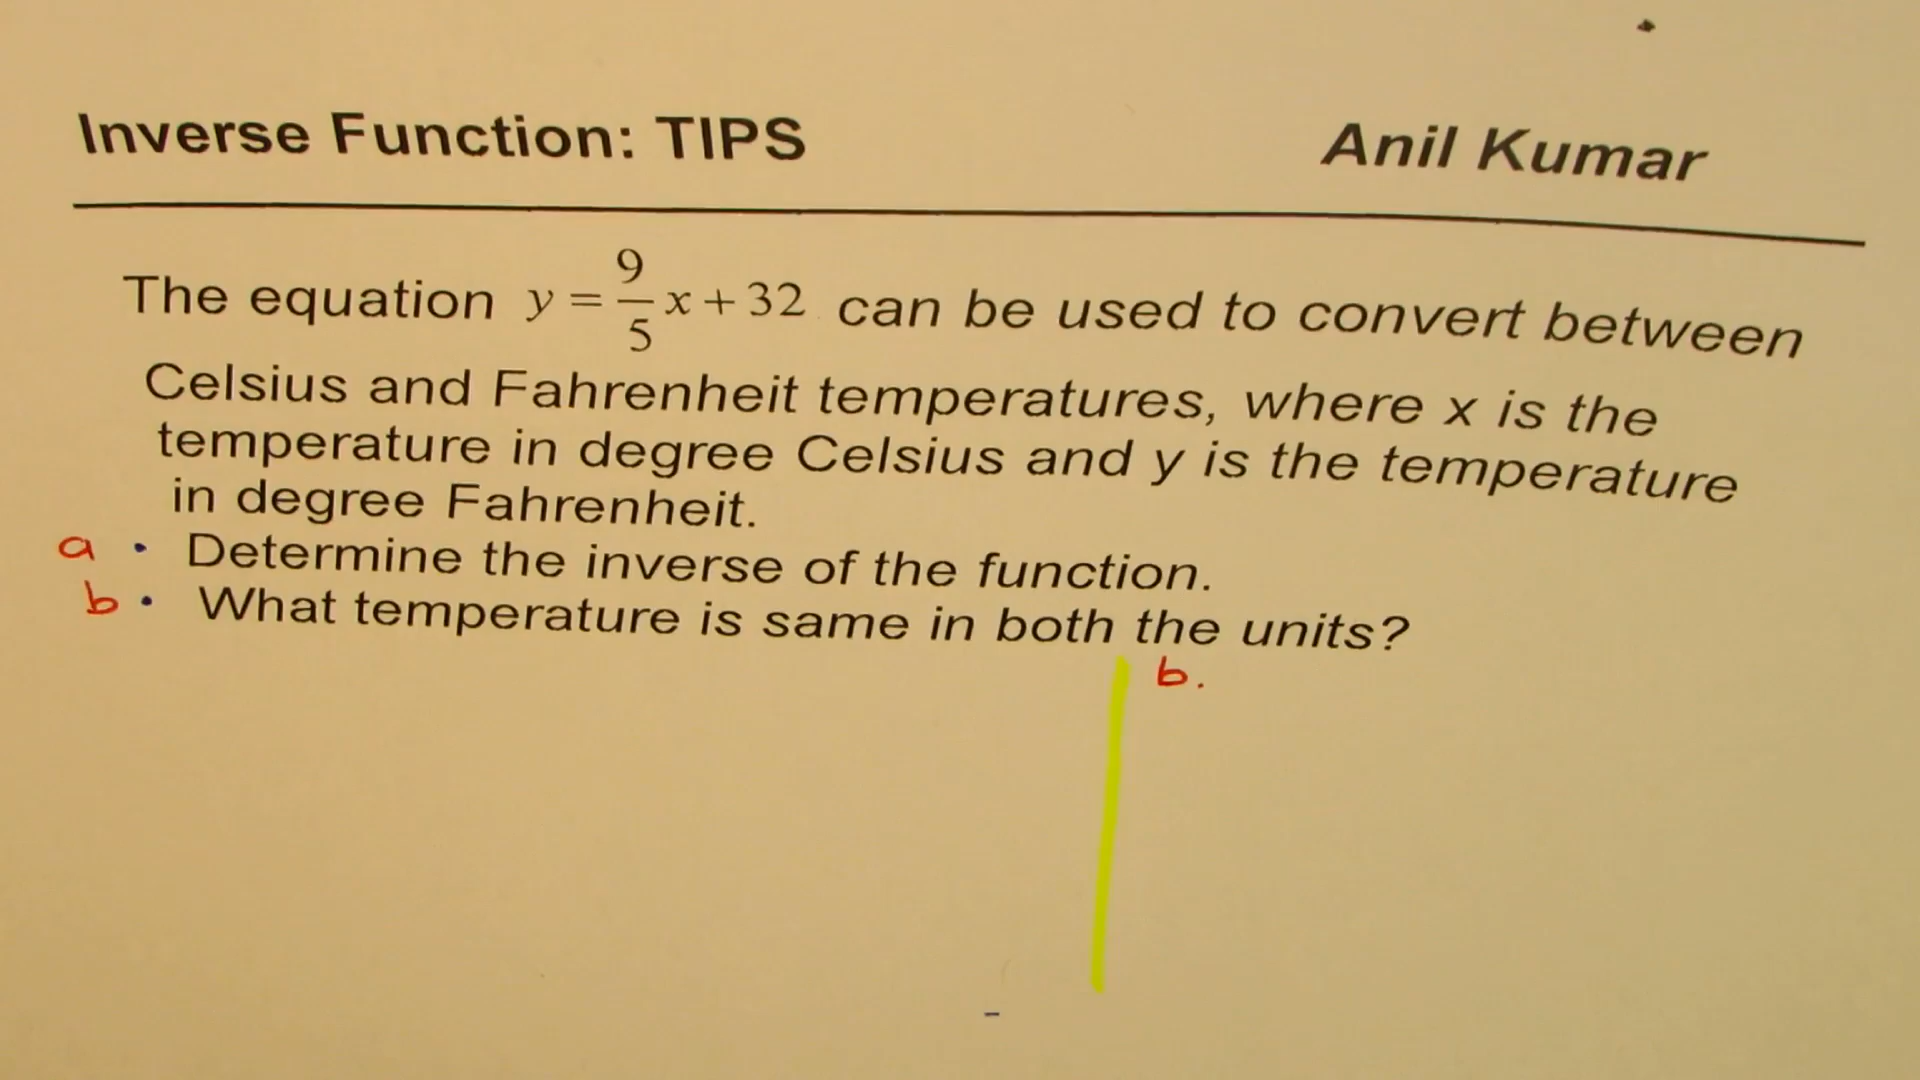 Inverse Function: TIPS Anil Kumar
The equation y = 9/5 x + 32 can be used to convert between
Celsius and Fahrenheit temperatures, where x is the
temperature in degree Celsius and y is the temperature
in degree Fahrenheit.
a • Determine the inverse of the function.
b • What temperature is same in both the units?
b.